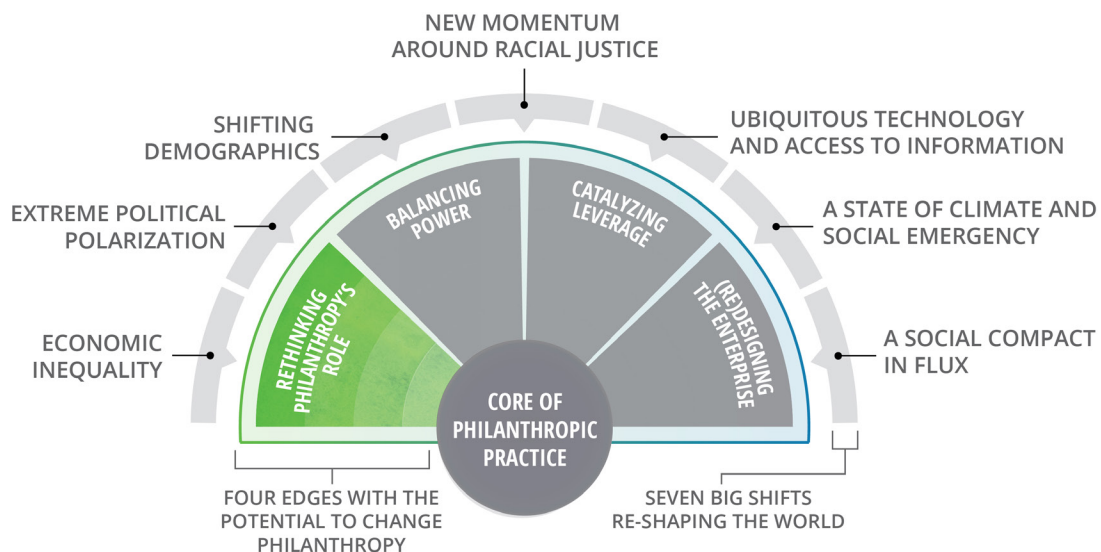 NEW MOMENTUM
AROUND RACIAL JUSTICE
SHIFTING
DEMOGRAPHICS
UBIQUITOUS TECHNOLOGY
AND ACCESS TO INFORMATION
EXTREME POLITICAL
POLARIZATION
A STATE OF CLIMATE AND
SOCIAL EMERGENCY
ECONOMIC
INEQUALITY
A SOCIAL COMPACT
IN FLUX
RETHINKING
PHILANTHROPY'S
ROLE
BALANCING
POWER
CATALYZING
LEVERAGE
(RE)DESIGNING
THE ENTERPRISE
CORE OF
PHILANTHROPIC
PRACTICE
FOUR EDGES WITH THE
POTENTIAL TO CHANGE
PHILANTHROPY
SEVEN BIG SHIFTS
RE-SHAPING THE WORLD